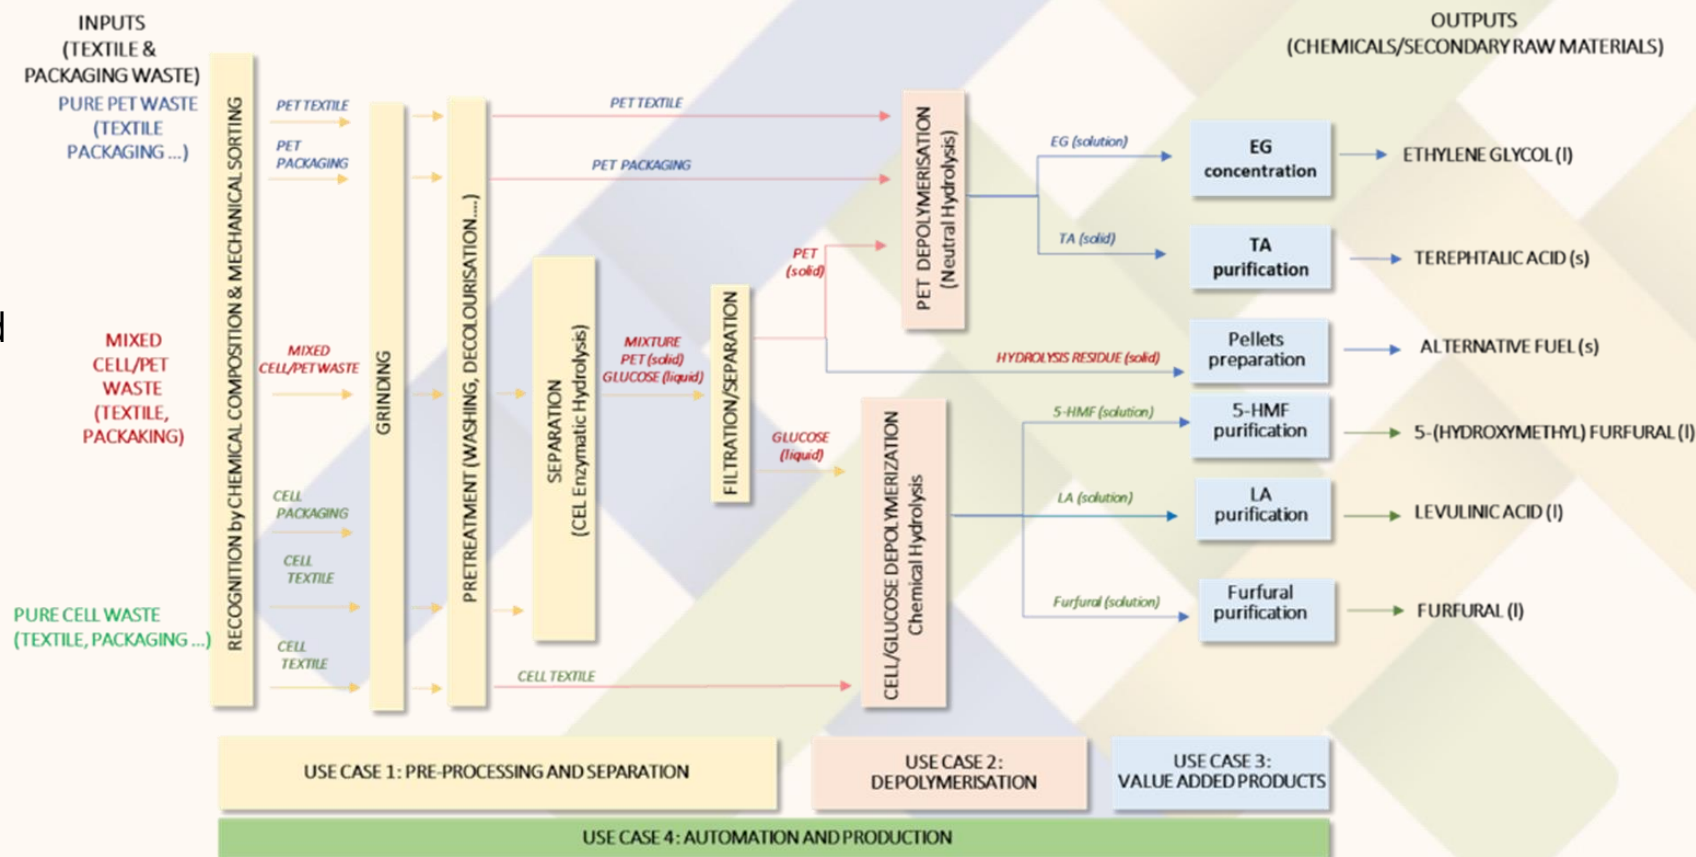 INPUTS
(TEXTILE &
PACKAGING WASTE)
PURE PET WASTE
(TEXTILE
PACKAGING ...)
MIXED
CELL/PET
WASTE
(TEXTILE,
PACKAKING)
PURE CELL WASTE
(TEXTILE, PACKAGING ...)
RECOGNITION by CHEMICAL COMPOSITION & MECHANICAL SORTING
PET TEXTILE
PET
PACKAGING
MIXED
CELL/PET WASTE
CELL
PACKAGING
CELL
TEXTILE
CELL
TEXTILE
GRINDING
PRETREATMENT (WASHING, DECOLOURISATION....)
PET TEXTILE
PET PACKAGING
SEPARATION
(CEL Enzymatic Hydrolysis)
MIXTURE
PET (solid)
GLUCOSE (liquid)
CELL TEXTILE
FILTRATION/SEPARATION
PET
(solid)
GLUCOSE
(liquid)
HYDROLYSIS RESIDUE (solid)
PET DEPOLYMERISATION
(Neutral Hydrolysis)
CELL/GLUCOSE DEPOLYMERIZATION
Chemical Hydrolysis
EG (solution)
TA (solid)
5-HMF (solution)
LA (solution)
Furfural (solution)
EG
concentration
TA
purification
Pellets
preparation
5-HMF
purification
LA
purification
Furfural
purification
OUTPUTS
(CHEMICALS/SECONDARY RAW MATERIALS)
ETHYLENE GLYCOL (l)
TEREPHTALIC ACID (s)
ALTERNATIVE FUEL (s)
5-(HYDROXYMETHYL) FURFURAL (l)
LEVULINIC ACID (l)
FURFURAL (l)
USE CASE 1: PRE-PROCESSING AND SEPARATION
USE CASE 2:
DEPOLYMERISATION
USE CASE 3:
VALUE ADDED PRODUCTS
USE CASE 4: AUTOMATION AND PRODUCTION